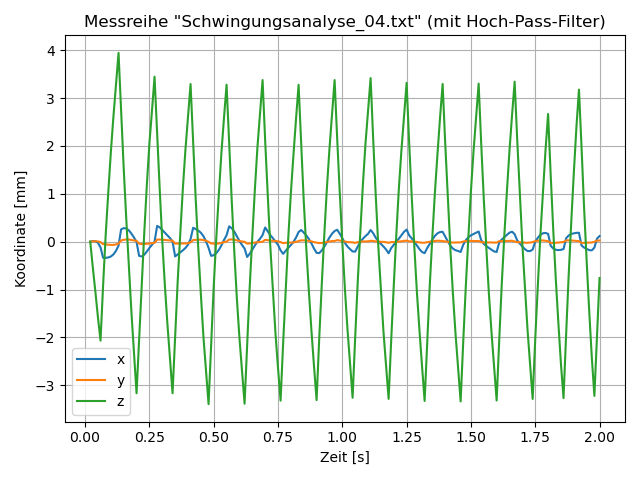 Messreihe "Schwingungsanalyse_04.txt" (mit Hoch-Pass-Filter)
Koordinate [mm]
4
3
2
1
0
−1
−2
−3
x
y
z
0.00 0.25 0.50 0.75 1.00 1.25 1.50 1.75 2.00
Zeit [s]